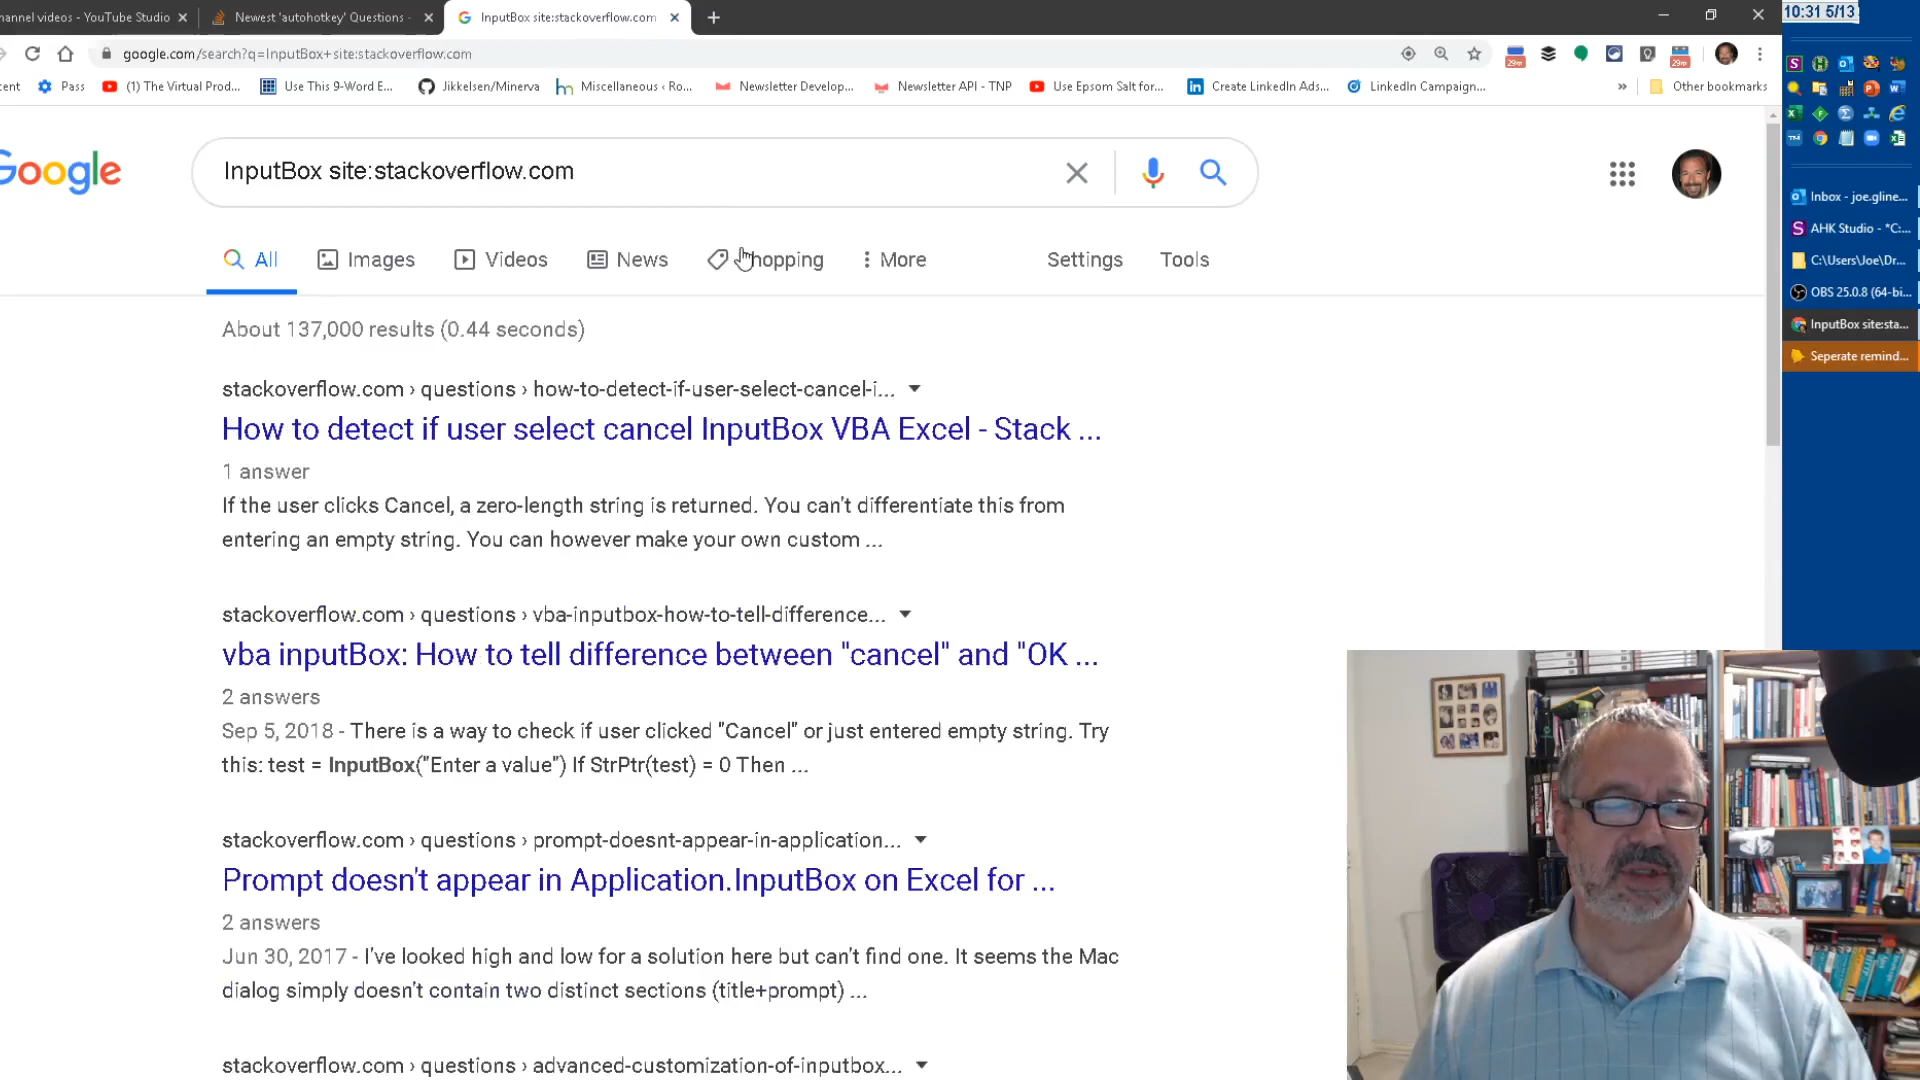 annel videos - YouTube Studio
Newest 'autohotkey' Questions -
InputBox site:stackoverflow.com
10:31 5/13
google.com/search?q=InputBox+site:stackoverflow.com
29m
29m
ent
Pass
(1) The Virtual Prod...
Use This 9-Word E...
Jikkelsen/Minerva
Miscellaneous ‹ Ro...
Newsletter Develop...
Newsletter API - TNP
Use Epsom Salt for...
Create LinkedIn Ads...
LinkedIn Campaign...
»
Other bookmarks
Google
InputBox site:stackoverflow.com
All
Images
Videos
News
hopping
More
Settings
Tools
About 137,000 results (0.44 seconds)
stackoverflow.com › questions › how-to-detect-if-user-select-cancel-i...
How to detect if user select cancel InputBox VBA Excel - Stack ...
1 answer
If the user clicks Cancel, a zero-length string is returned. You can't differentiate this from
entering an empty string. You can however make your own custom ...
stackoverflow.com › questions › vba-inputbox-how-to-tell-difference...
vba inputBox: How to tell difference between "cancel" and "OK ...
2 answers
Sep 5, 2018 - There is a way to check if user clicked "Cancel" or just entered empty string. Try
this: test = InputBox("Enter a value") If StrPtr(test) = 0 Then ...
stackoverflow.com › questions › prompt-doesnt-appear-in-application...
Prompt doesn't appear in Application.InputBox on Excel for ...
2 answers
Jun 30, 2017 - I've looked high and low for a solution here but can't find one. It seems the Mac
dialog simply doesn't contain two distinct sections (title+prompt) ...
stackoverflow.com › questions › advanced-customization-of-inputbox...
Inbox - joe.gline...
AHK Studio - *C:...
C:\Users\Joe\Dr...
OBS 25.0.8 (64-bi...
InputBox site:sta...
Seperate remind...